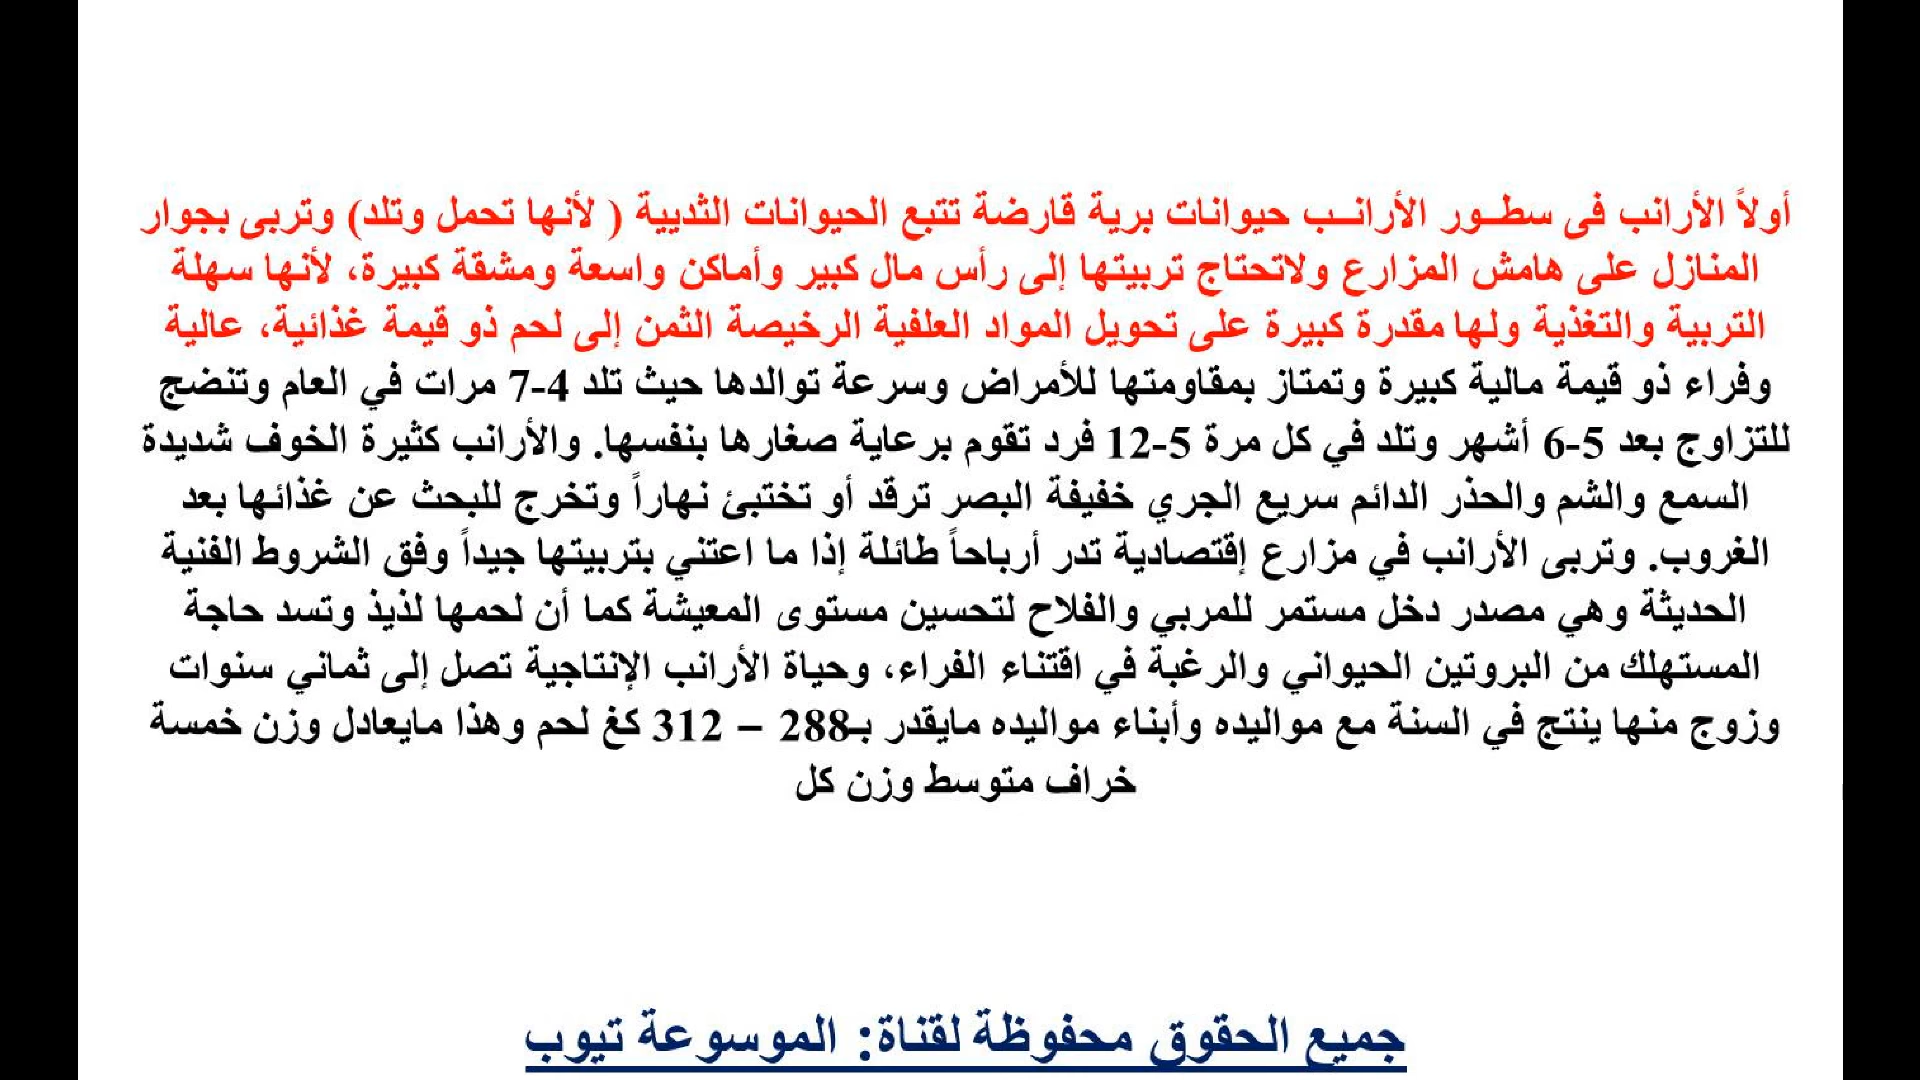 أولاً الأرانب فى سطــور الأرانــب حيوانات برية قارضة تتبع الحيوانات الثديية ( لأنها تحمل وتلد) وتربى بجوار
المنازل على هامش المزارع ولاتحتاج تربيتها إلى رأس مال كبير وأماكن واسعة ومشقة كبيرة، لأنها سهلة
التربية والتغذية ولها مقدرة كبيرة على تحويل المواد العلفية الرخيصة الثمن إلى لحم ذو قيمة غذائية، عالية
وفراء ذو قيمة مالية كبيرة وتمتاز بمقاومتها للأمراض وسرعة توالدها حيث تلد 4-7 مرات في العام وتنضج
للتزاوج بعد 5-6 أشهر وتلد في كل مرة 5-12 فرد تقوم برعاية صغارها بنفسها. والأرانب كثيرة الخوف شديدة
السمع والشم والحذر الدائم سريع الجري خفيفة البصر ترقد أو تختبئ نهاراً وتخرج للبحث عن غذائها بعد
الغروب. وتربى الأرانب في مزارع إقتصادية تدر أرباحاً طائلة إذا ما اعتني بتربيتها جيداً وفق الشروط الفنية
الحديثة وهي مصدر دخل مستمر للمربي والفلاح لتحسين مستوى المعيشة كما أن لحمها لذيذ وتسد حاجة
المستهلك من البروتين الحيواني والرغبة في اقتناء الفراء، وحياة الأرانب الإنتاجية تصل إلى ثماني سنوات
وزوج منها ينتج في السنة مع مواليده وأبناء مواليده مايقدر بـ288 – 312 كغ لحم وهذا مايعادل وزن خمسة
خراف متوسط وزن كل
جميع الحقوق محفوظة لقناة: الموسوعة تيوب